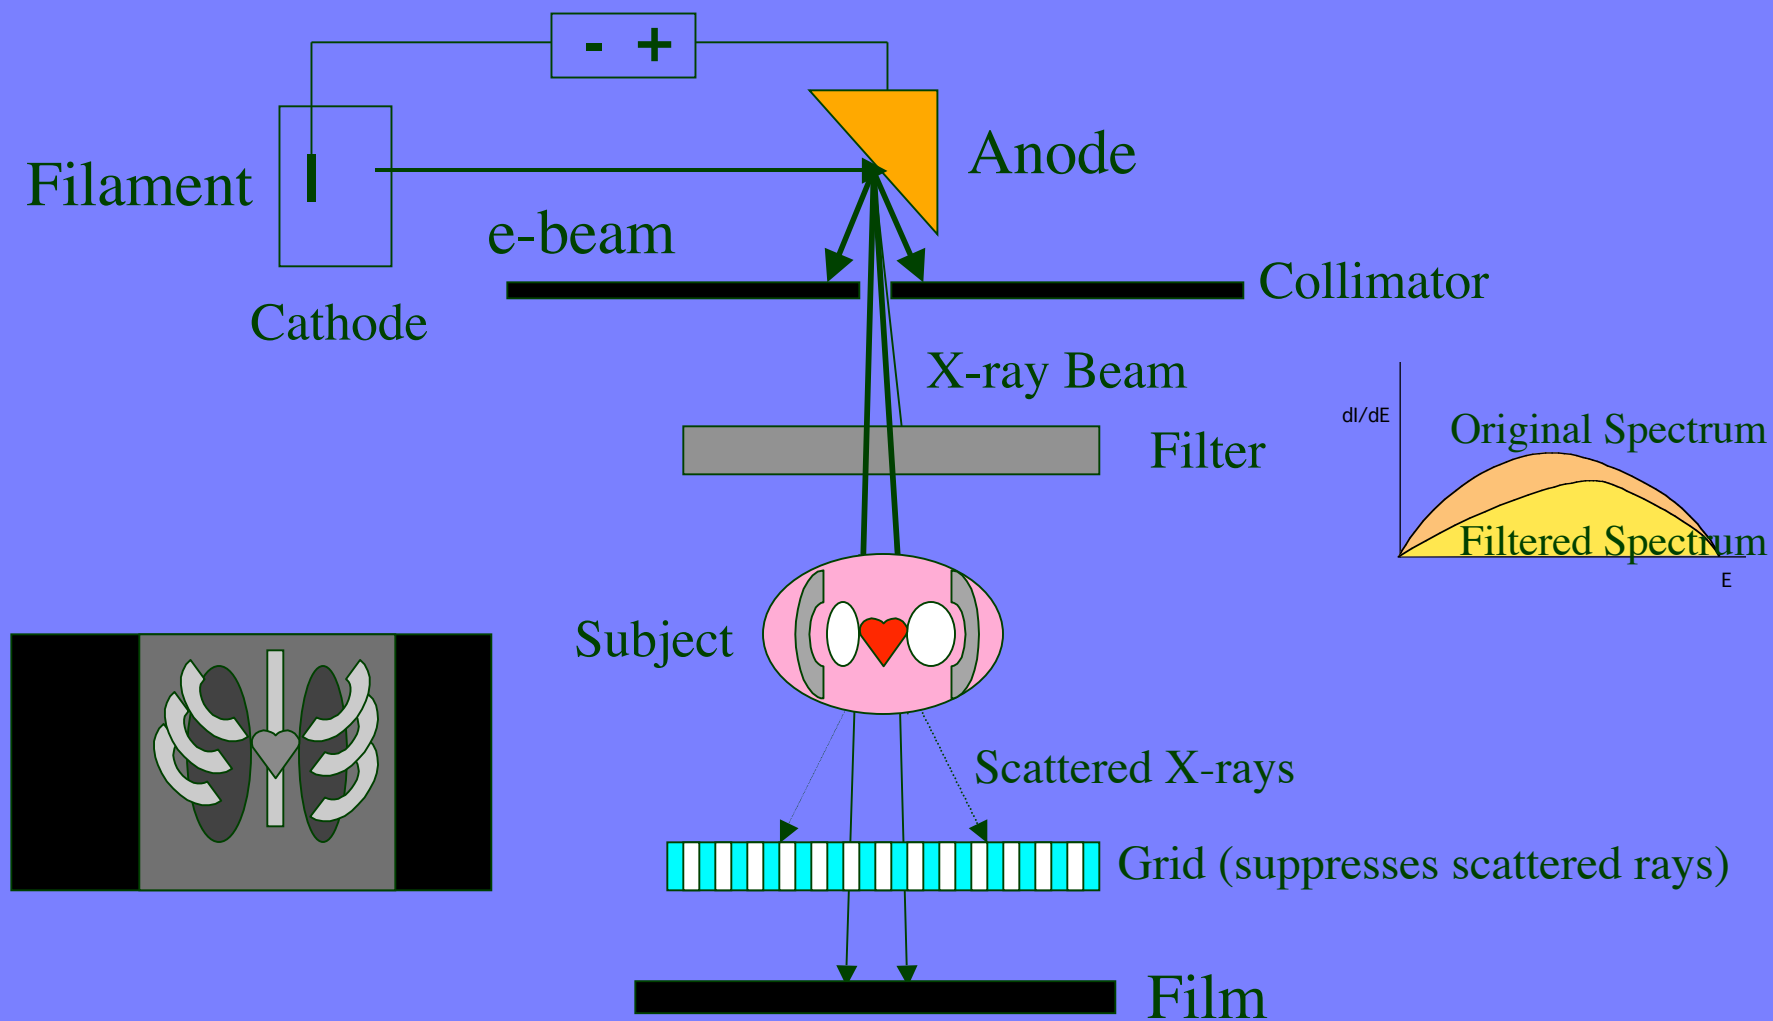 - +
Filament
Anode
e-beam
Collimator
Cathode
X-ray Beam
dI/dE
Original Spectrum
Filter
Filtered Spectrum
E
Subject
Scattered X-rays
Grid (suppresses scattered rays)
Film